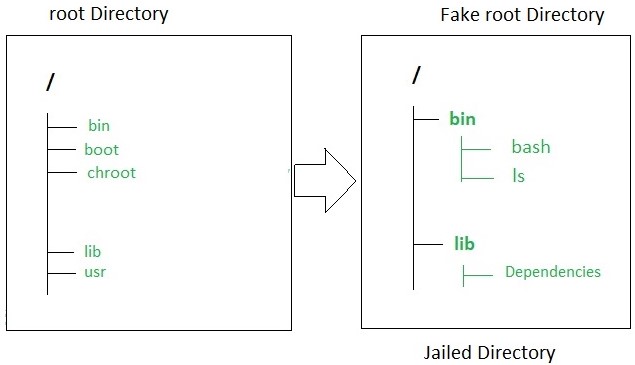 root Directory
/
bin
boot
chroot
lib
usr
Fake root Directory
/
bin
bash
ls
lib
Dependencies
Jailed Directory